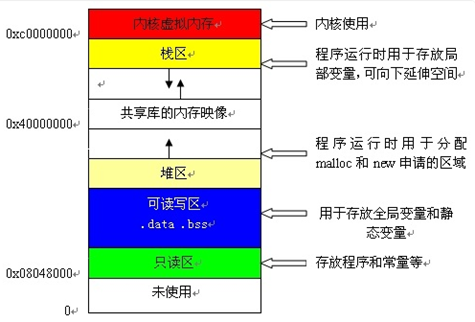 内核虚拟内存
内核使用
0xc0000000
栈区
程序运行时用于存放局
部变量,可向下延伸空间
共享库的内存映像
0x40000000
程序运行时用于分配
malloc 和 new 申请的区域
堆区
可读写区
.data .bss
用于存放全局变量和静
态变量
只读区
存放程序和常量等
0x08048000
未使用
0